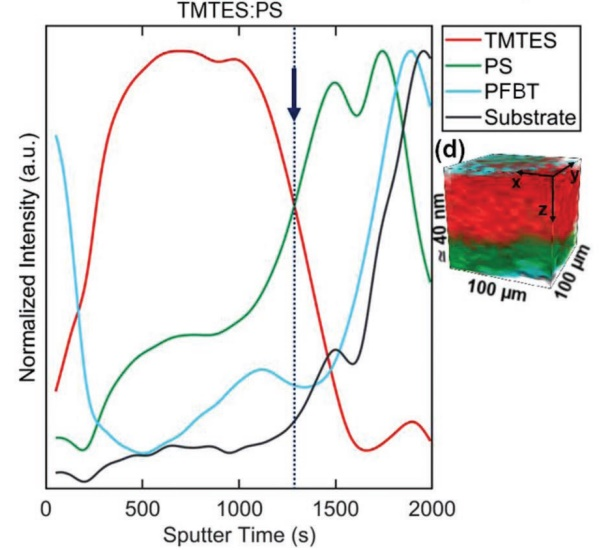 TMTES:PS
Normalized Intensity (a.u.)
0 500 1000 1500 2000
Sputter Time (s)
TMTES
PS
PFBT
Substrate
(d)
x y
z
≈ 40 nm
100 μm
100 μm